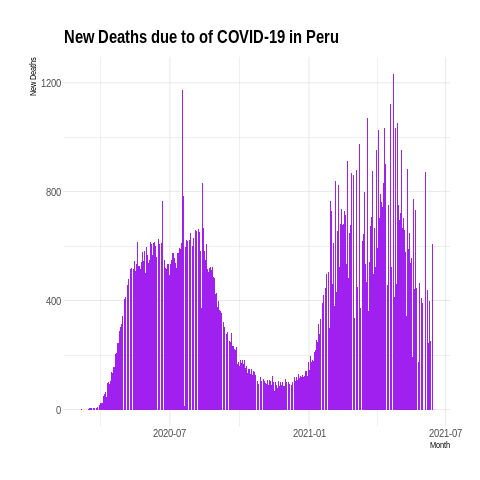 New Deaths due to of COVID-19 in Peru
New Deaths
1200
800
400
0
2020-07
2021-01
2021-07
Month